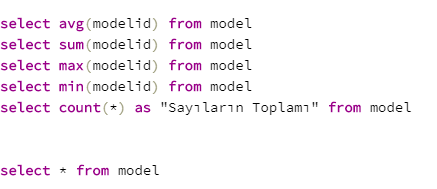 select avg(modelid) from model
select sum(modelid) from model
select max(modelid) from model
select min(modelid) from model
select count(*) as "Sayıların Toplamı" from model
select * from model